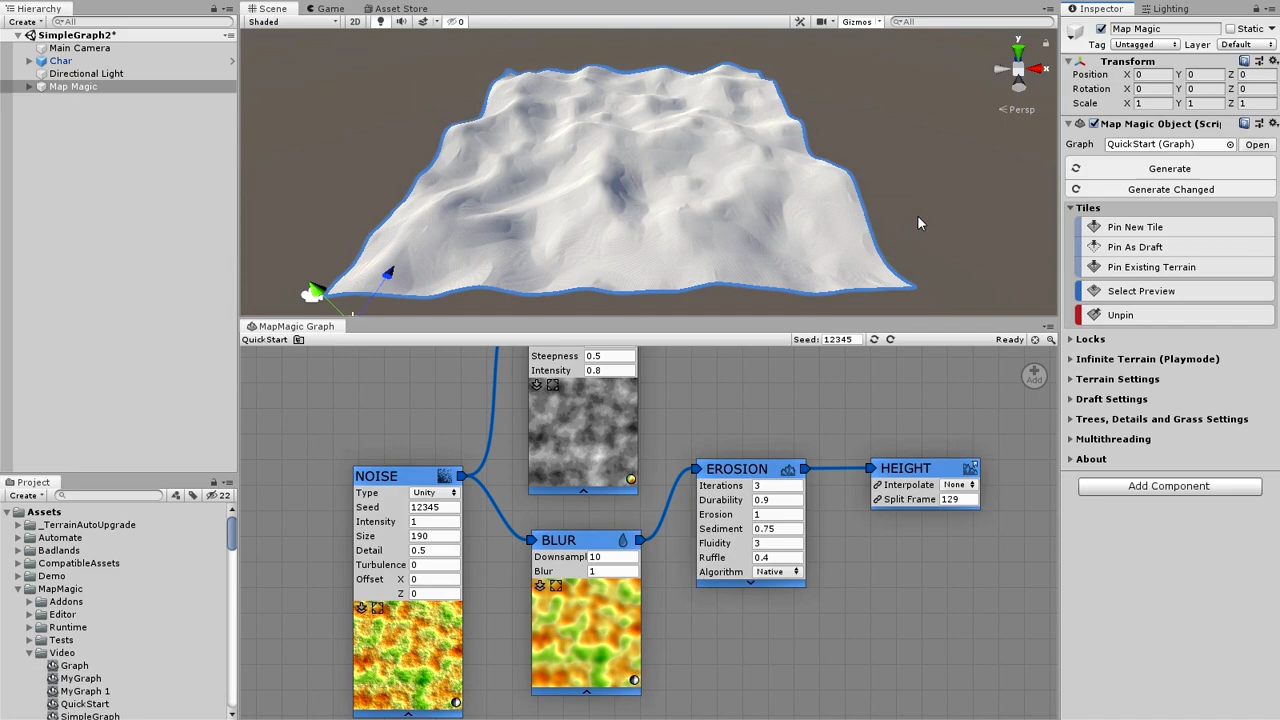 Hierarchy
Create
All
SimpleGraph2*
Main Camera
Char
Directional Light
Map Magic
Scene
Game
Asset Store
Shaded
2D
0
Gizmos
All
y
x
Persp
Inspector
Lighting
Map Magic
Static
Tag Untagged Layer Default
Transform
Position X 0 Y 0 Z 0
Rotation X 0 Y 0 Z 0
Scale X 1 Y 1 Z 1
Map Magic Object (Scri
Graph QuickStart (Graph) Open
Generate
Generate Changed
Tiles
Pin New Tile
Pin As Draft
Pin Existing Terrain
Select Preview
Unpin
Locks
Infinite Terrain (Playmode)
Terrain Settings
Draft Settings
Trees, Details and Grass Settings
Multithreading
About
Add Component
MapMagic Graph
QuickStart
Seed: 12345
Ready
Add
Steepness 0.5
Intensity 0.8
NOISE
Type Unity
Seed 12345
Intensity 1
Size 190
Detail 0.5
Turbulence 0
Offset X 0
Z 0
BLUR
Downsampl 10
Blur 1
EROSION
Iterations 3
Durability 0.9
Erosion 1
Sediment 0.75
Fluidity 3
Ruffle 0.4
Algorithm Native
HEIGHT
Interpolate None
Split Frame 129
Project
Create
22
Assets
_TerrainAutoUpgrade
Automate
Badlands
CompatibleAssets
Demo
MapMagic
Addons
Editor
Runtime
Tests
Video
Graph
MyGraph
MyGraph 1
QuickStart
SimpleGraph